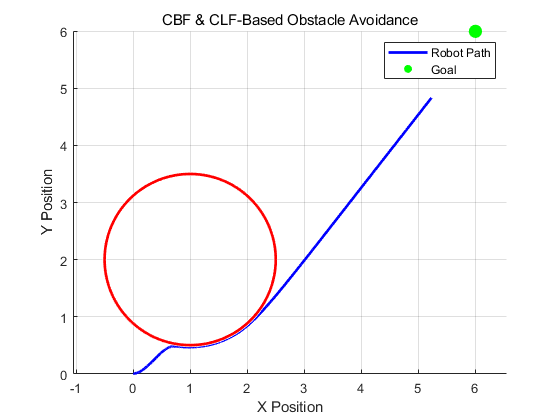 CBF & CLF-Based Obstacle Avoidance
6
5
4
3
2
1
0
Y Position
Robot Path
Goal
-1 0 1 2 3 4 5 6
X Position